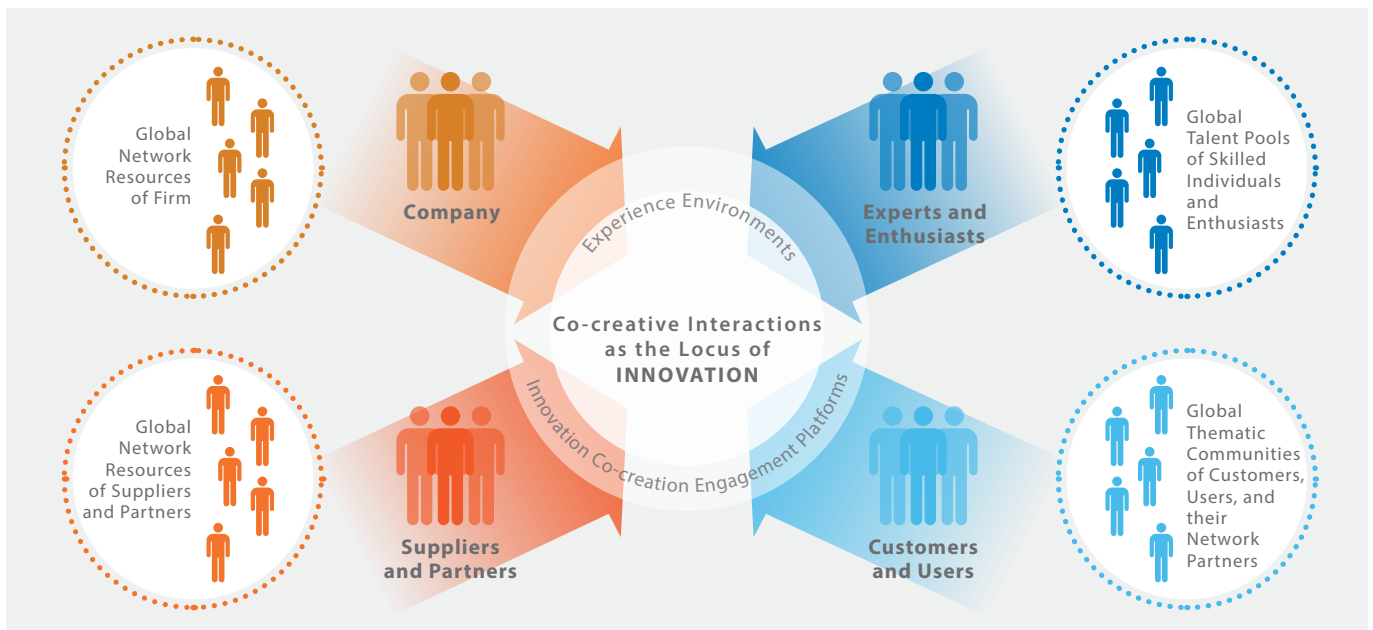 Global
Network
Resources
of Firm
Company
Experience Environments
Experts and
Enthusiasts
Global
Talent Pools
of Skilled
Individuals
and
Enthusiasts
Co-creative Interactions
as the Locus of
INNOVATION
Global
Network
Resources
of Suppliers
and Partners
Suppliers
and Partners
Innovation Co-creation Engagement Platforms
Customers
and Users
Global
Thematic
Communities
of Customers,
Users, and
their
Network
Partners